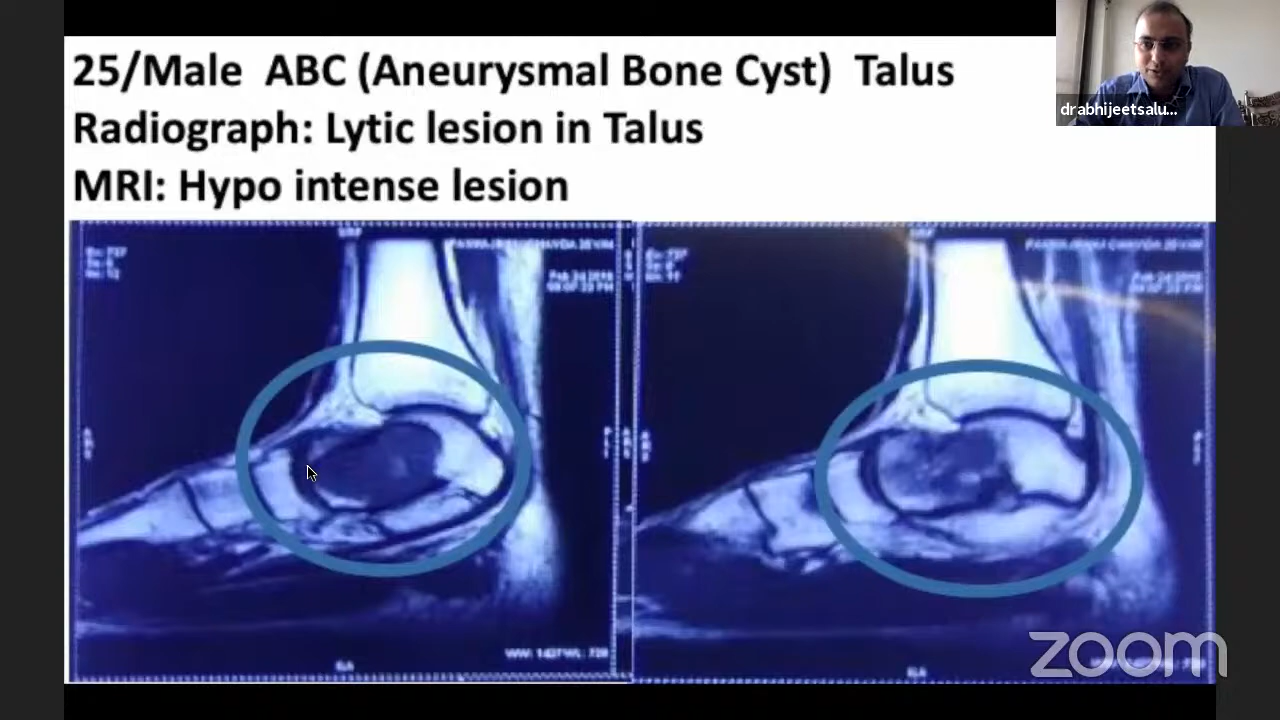 25/Male ABC (Aneurysmal Bone Cyst) Talus
Radiograph: Lytic lesion in Talus
MRI: Hypo intense lesion
drabhijeetsalu...
zoom